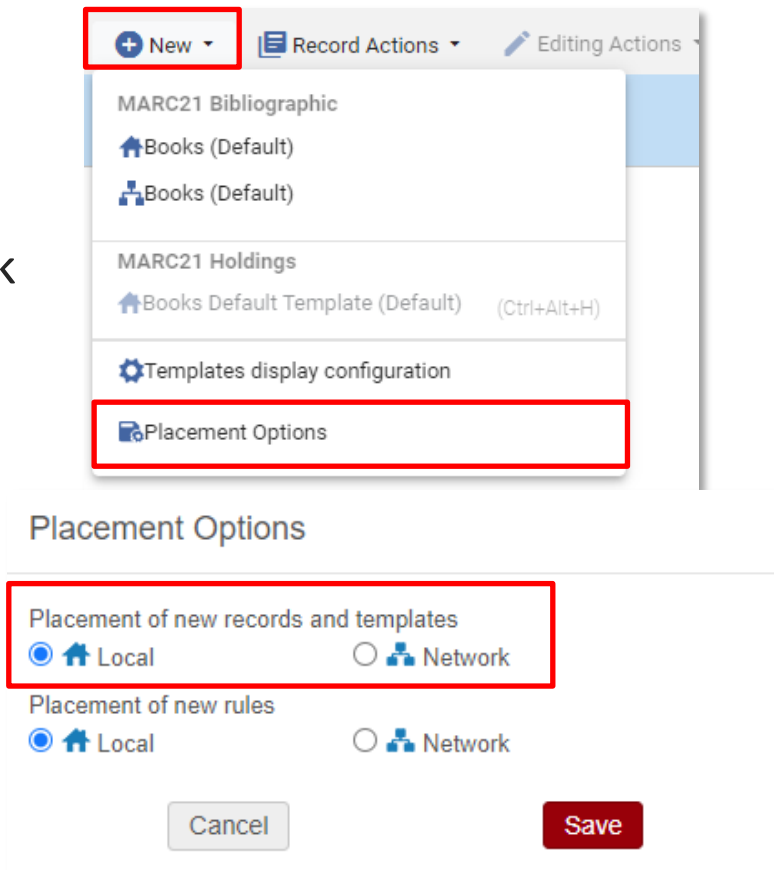 New Record Actions Editing Actions
MARC21 Bibliographic
Books (Default)
Books (Default)
MARC21 Holdings
Books Default Template (Default) (Ctrl+Alt+H)
Templates display configuration
Placement Options
Placement Options
Placement of new records and templates
Local Network
Placement of new rules
Local Network
Cancel Save